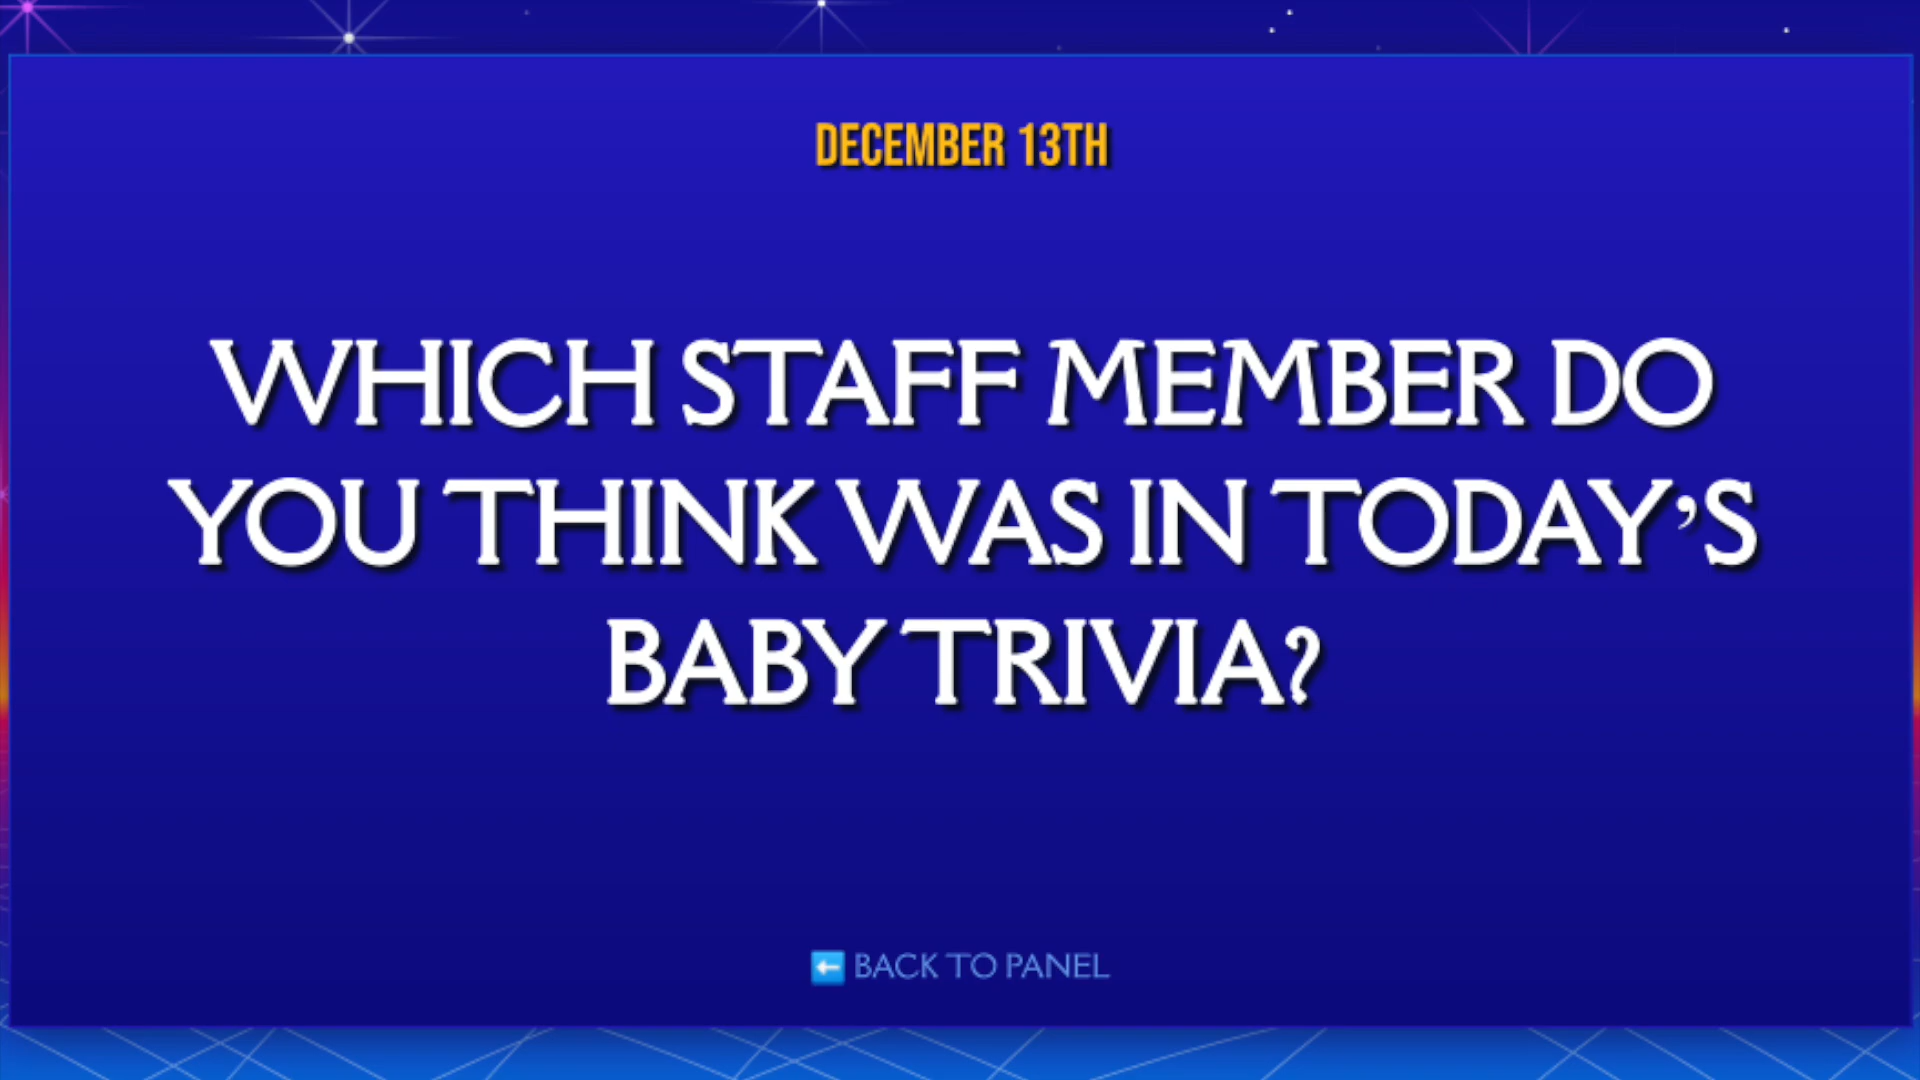 DECEMBER 13TH
WHICH STAFF MEMBER DO
YOU THINK WAS IN TODAY’S
BABY TRIVIA?
⬅️ BACK TO PANEL